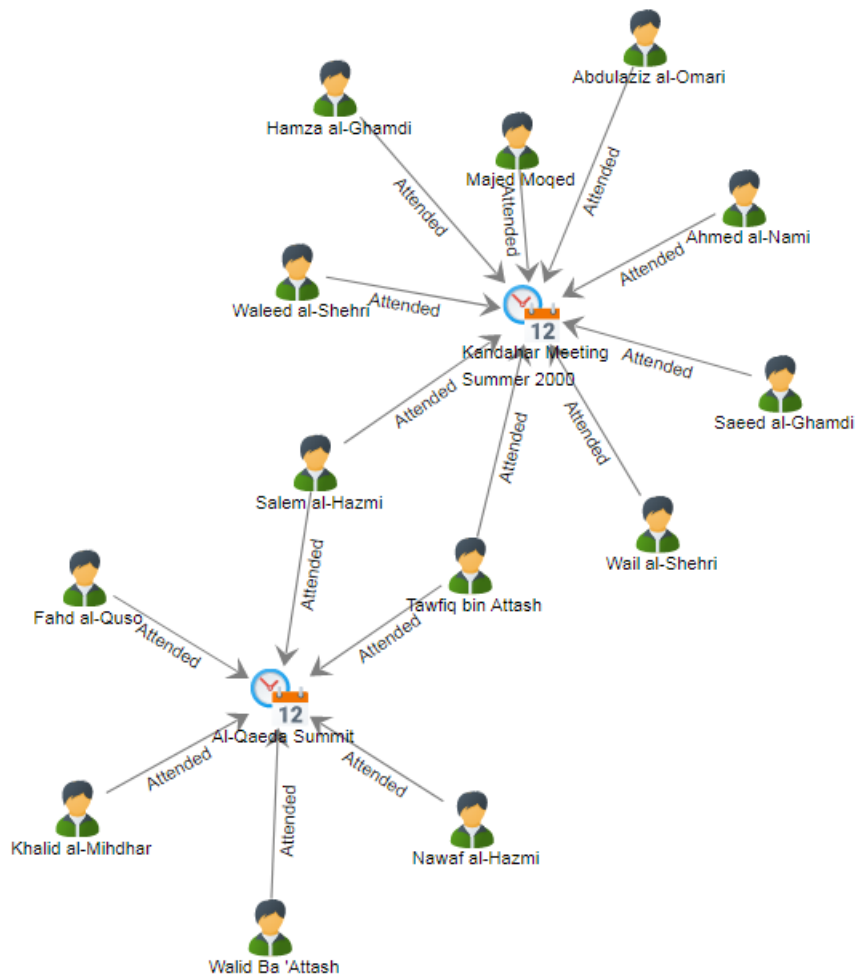 Abdulaziz al-Omari
Hamza al-Ghamdi
Attended
Majed Moqed
Attended
Attended
Ahmed al-Nami
Attended
Waleed al-Shehri
Attended
12
Kandahar Meeting
Summer 2000
Attended
Saeed al-Ghamdi
Attended
Attended
Attended
Salem al-Hazmi
Wail al-Shehri
Attended
Tawfiq bin Attash
Fahd al-Quso
Attended
Attended
12
Al-Qaeda Summit
Attended
Attended
Attended
Khalid al-Mihdhar
Nawaf al-Hazmi
Walid Ba 'Attash